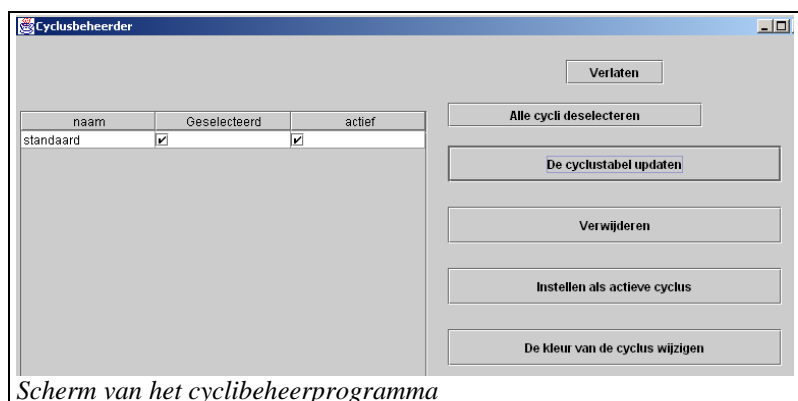 Cyclusbeheerder
Verlaten
Alle cycli deselecteren
naam Geselecteerd actief
standaard
De cyclustabel updaten
Verwijderen
Instellen als actieve cyclus
De kleur van de cyclus wijzigen
Scherm van het cyclibeheerprogramma